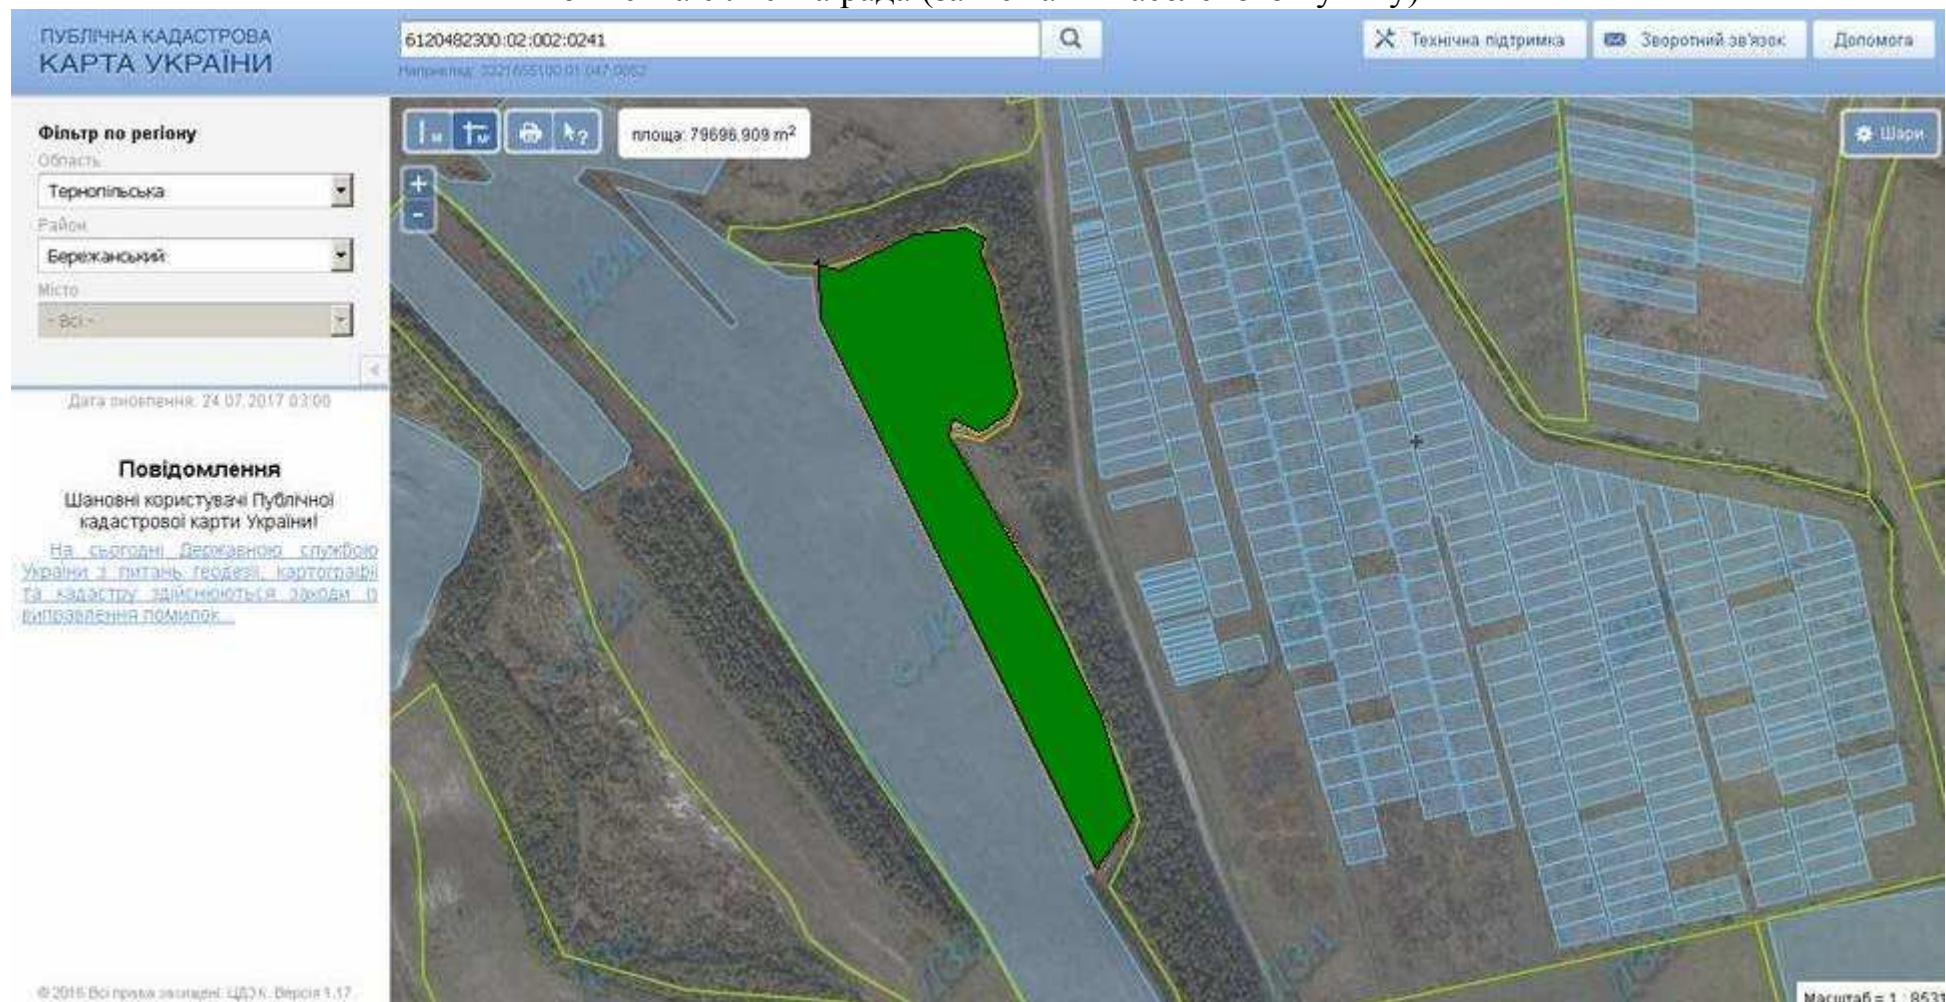 ПУБЛІЧНА КАДАСТРОВА
КАРТА УКРАЇНИ
6120482300:02:002:0241
Технічна підтримка
Зворотний зв'язок
Допомога
Фільтр по регіону
Область
Тернопільська
Район
Бережанський
Місто
- Всі -
площа: 79696.909 m²
Шари
+
-
Дата оновлення: 24.07.2017 03:00
Повідомлення
Шановні користувачі Публічної
кадастрової карти України!
На сьогодні Державною службою
України з питань геодезії, картографії
та кадастру здійснюються заходи із
виправлення помилок...
© 2016 Всі права захищені. ЦДЗК. Версія 1.17
Масштаб = 1 : 8531